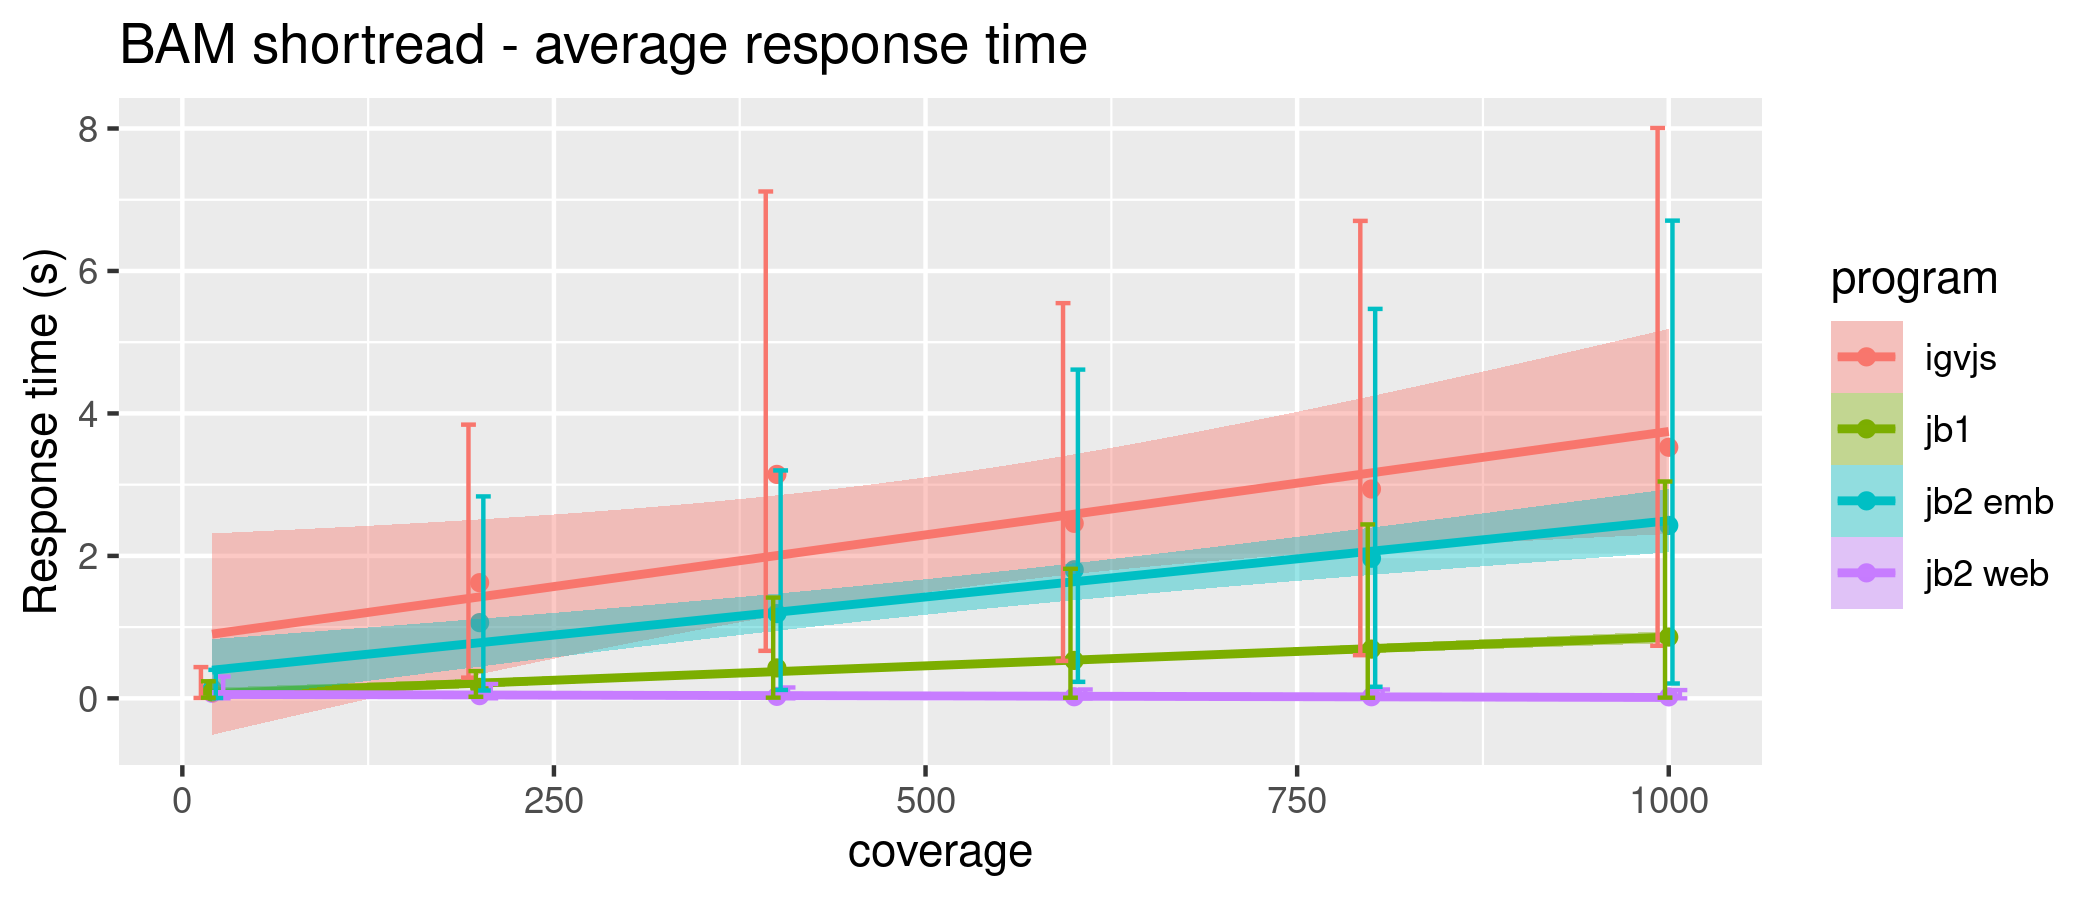 BAM shortread - average response time
Response time (s)
8
6
4
2
0
0 250 500 750 1000
coverage
program
igvjs
jb1
jb2 emb
jb2 web